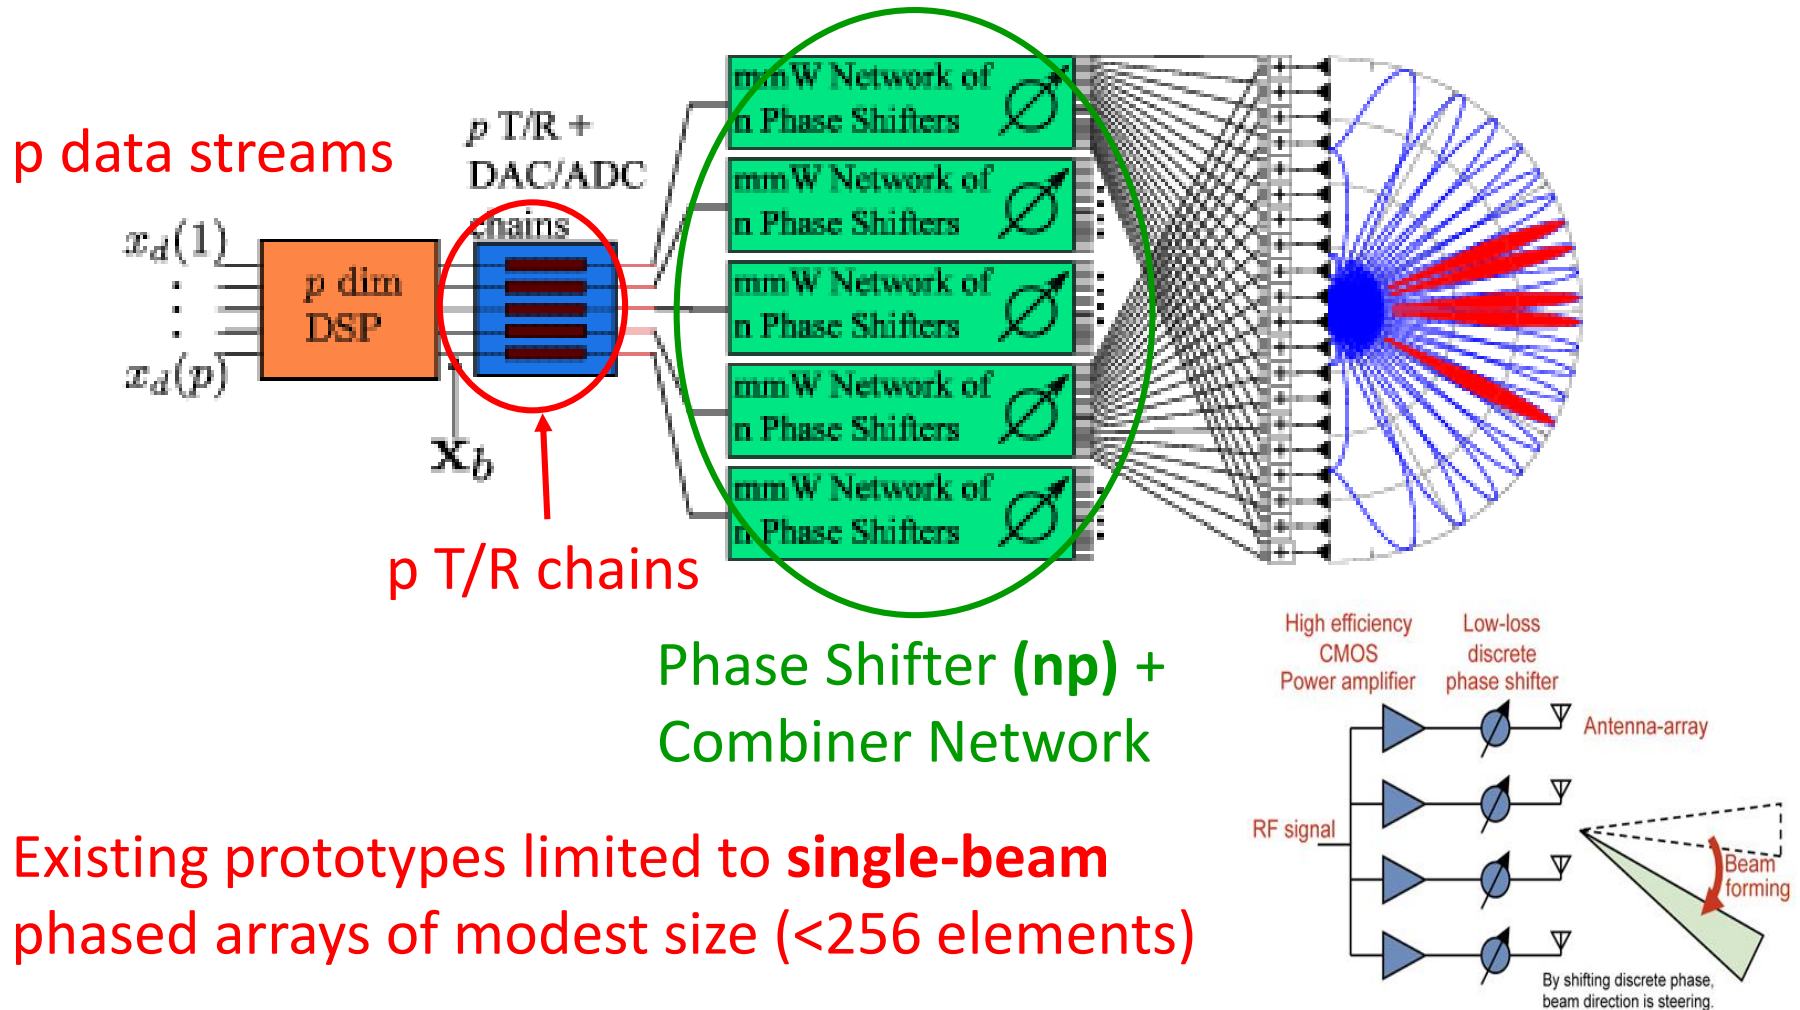 p data streams
p T/R +
DAC/ADC
chains
x_d(1)
⋮
x_d(p)
p dim
DSP
x_b
p T/R chains
mmW Network of
n Phase Shifters
mmW Network of
n Phase Shifters
mmW Network of
n Phase Shifters
mmW Network of
n Phase Shifters
mmW Network of
n Phase Shifters
Phase Shifter (np) +
Combiner Network
Existing prototypes limited to single-beam
phased arrays of modest size (<256 elements)
High efficiency
CMOS
Power amplifier
Low-loss
discrete
phase shifter
Antenna-array
RF signal
Beam
forming
By shifting discrete phase,
beam direction is steering.